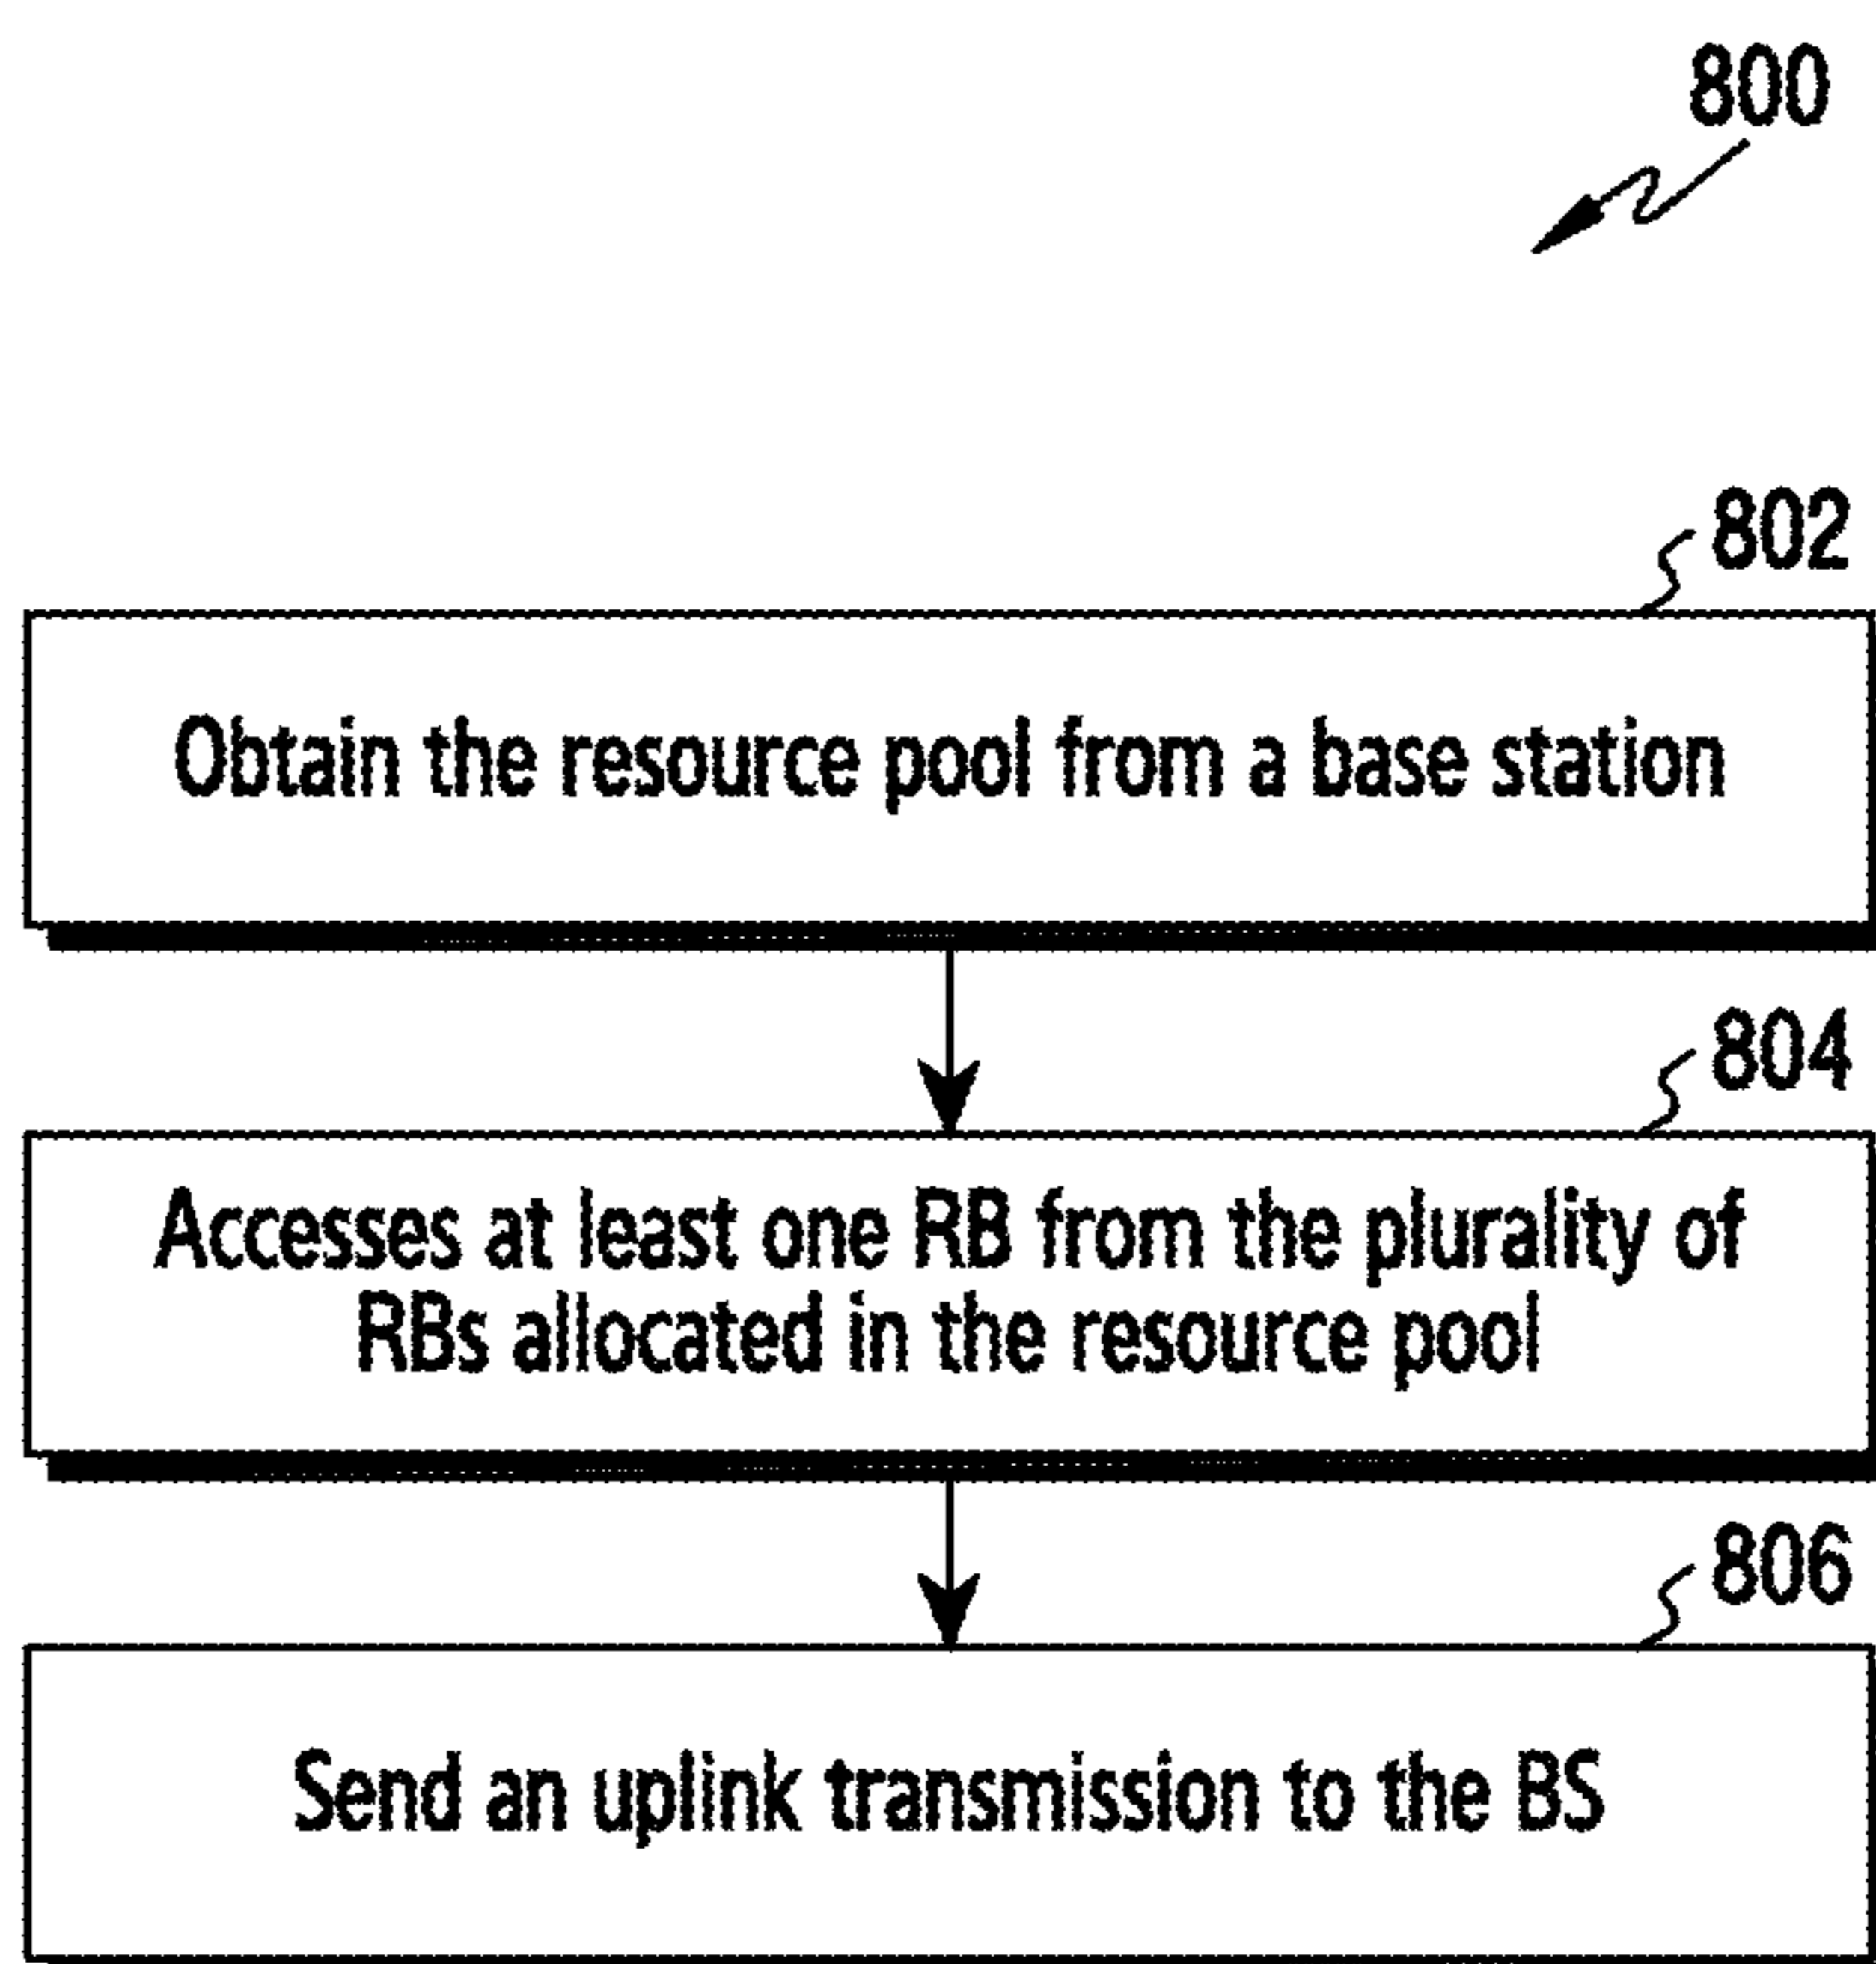 800
802
Obtain the resource pool from a base station
804
Accesses at least one RB from the plurality of
RBs allocated in the resource pool
806
Send an uplink transmission to the BS